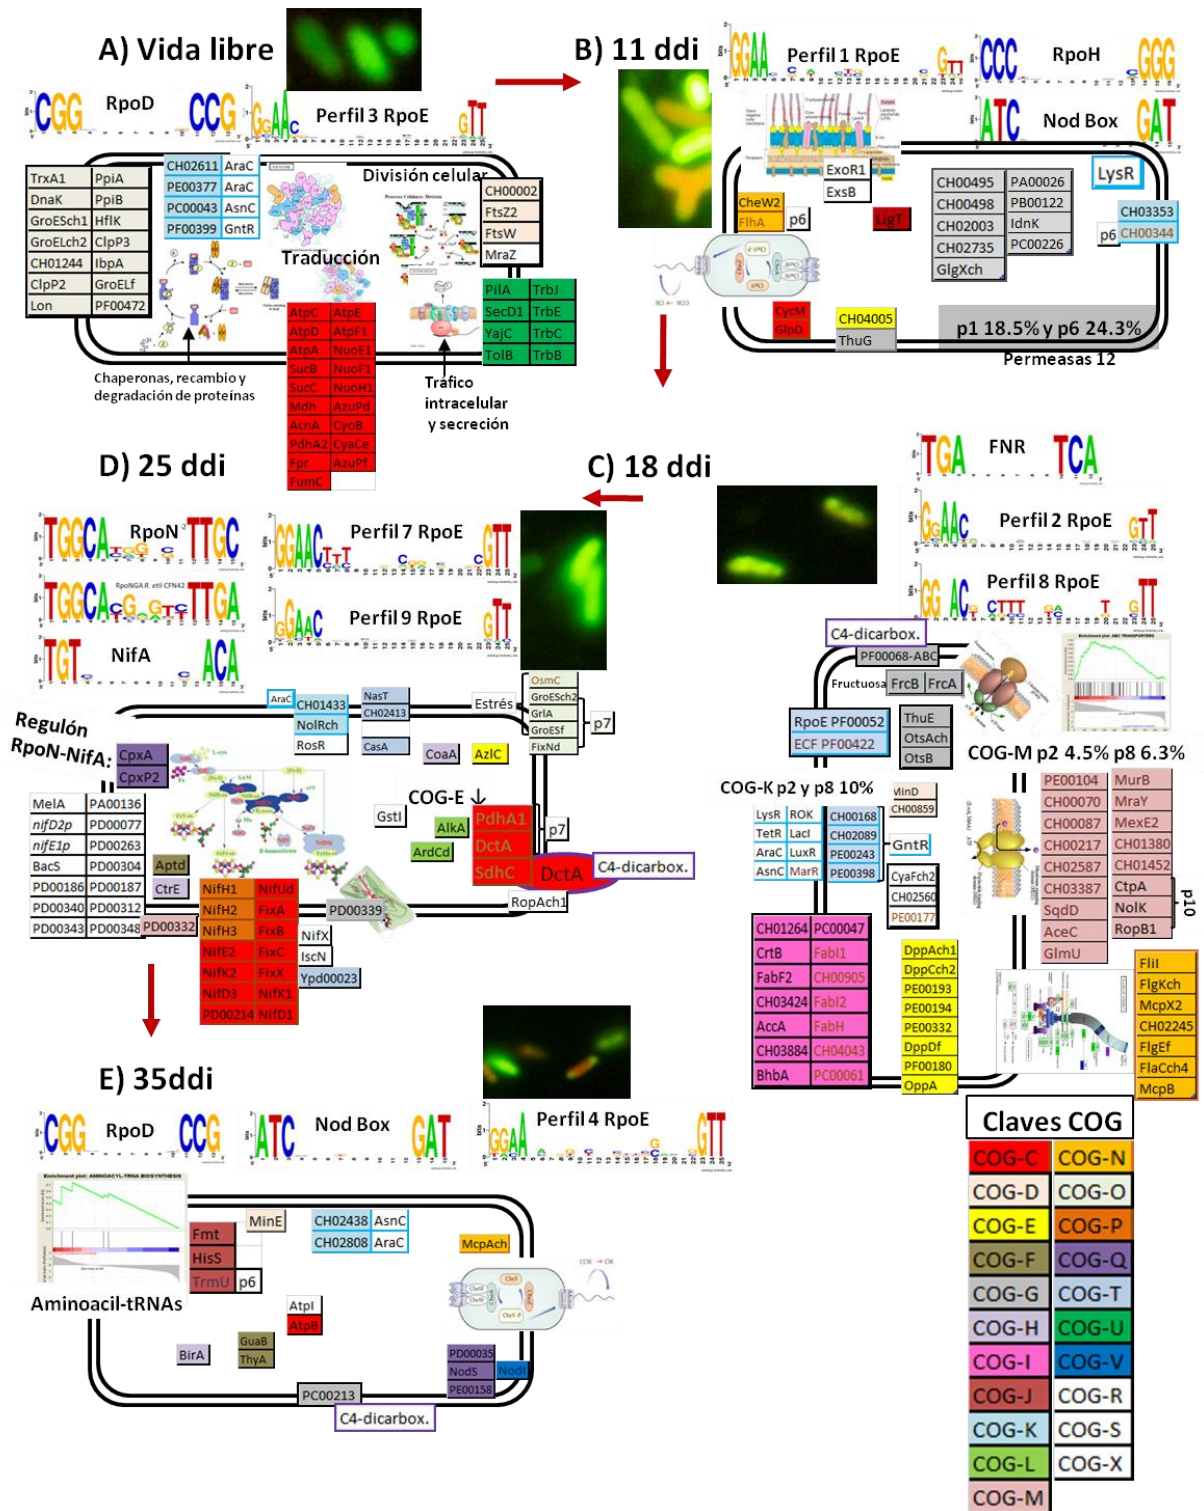 A) Vida libre
RpoD
Perfil 3 RpoE
TrxA1 PpiA
DnaK PpiB
GroESch1 HflK
GroELch2 ClpP3
CH01244 IbpA
ClpP2 GroELf
Lon PF00472
CH02611 AraC
PE00377 AraC
PC00043 AsnC
PF00399 GntR
División celular
CH00002
FtsZ2
FtsW
MraZ
Traducción
AtpC AtpE
AtpD AtpF1
AtpA NuoE1
SucB NuoF1
SucC NuoH1
Mdh AzuPd
AcnA CyoB
PdhA2 CyaCe
Fpr AzuPf
FumC
PilA TrbJ
SecD1 TrbE
YajC TrbC
TolB TrbB
Chaperonas, recambio y
degradación de proteínas
Tráfico
intracelular
y secreción
B) 11 ddi
Perfil 1 RpoE
RpoH
Nod Box
ExoR1
ExsB
CheW2
FlhA
p6
LigT
CH00495 PA00026
CH00498 PB00122
CH02003 IdnK
CH02735 PC00226
GlgXch
LysR
p6
CH03353
CH00344
CycM
GlpD
CH04005
ThuG
p1 18.5% y p6 24.3%
Permeasas 12
C) 18 ddi
FNR
Perfil 2 RpoE
Perfil 8 RpoE
C4-dicarbox.
PF00068-ABC
Fructuosa
FrcB FrcA
RpoE PF00052
ECF PF00422
ThuE
OtsAch
OtsB
COG-M p2 4.5% p8 6.3%
COG-K p2 y p8 10%
LysR ROK
TetR LacI
AraC LuxR
AsnC MarR
CH00168
CH02089
PE00243
PE00398
MinD
CH00859
GntR
CyaFch2
CH02560
PE00177
PE00104 MurB
CH00070 MraY
CH00087 MexE2
CH00217 CH01380
CH02587 CH01452
CH03387 CtpA
SqdD NolK
AceC RopB1
GlmU
p10
CH01264 PC00047
CrtB FabI1
FabF2 CH00905
CH03424 FabI2
AccA FabH
CH03884 CH04043
BhbA PC00061
DppAch1
DppCch2
PE00193
PE00194
PE00332
DppDf
PF00180
OppA
FliI
FlgKch
McpX2
CH02245
FlgEf
FlaCch4
McpB
D) 25 ddi
RpoN
RpoNGA R. etli CFN42
NifA
Perfil 7 RpoE
Perfil 9 RpoE
Regulón
RpoN-NifA:
CpxA
CpxP2
AraC
CH01433
NolRch
RosR
NasT
CH02413
CasA
Estrés
OsmC
GroESch2
GrlA
GroESf
FixNd
p7
CoaA
AzlC
COG-E ↓
GstI
AlkA
ArdCd
PdhA1
DctA
SdhC
p7
DctA
C4-dicarbox.
RopAch1
MelA PA00136
nifD2p PD00077
nifE1p PD00263
BacS PD00304
PD00186 PD00187
PD00340 PD00312
PD00343 PD00348
Aptd
CtrE
PD00332
NifH1 NifUd
NifH2 FixA
NifH3 FixB
NifE2 FixC
NifK2 FixX
NifD3 NifK1
PD00214 NifD1
NifX
IscN
Ypd00023
PD00339
E) 35ddi
RpoD
Nod Box
Perfil 4 RpoE
Enrichment plot: AMINOACYL-TRNA BIOSYNTHESIS
Aminoacil-tRNAs
Fmt
HisS
TrmU p6
MinE
CH02438 AsnC
CH02808 AraC
McpAch
AtpI
AtpB
BirA
GuaB
ThyA
PD00035
NodS
PE00158
NodI
PC00213
C4-dicarbox.
Claves COG
COG-C COG-N
COG-D COG-O
COG-E COG-P
COG-F COG-Q
COG-G COG-T
COG-H COG-U
COG-I COG-V
COG-J COG-R
COG-K COG-S
COG-L COG-X
COG-M